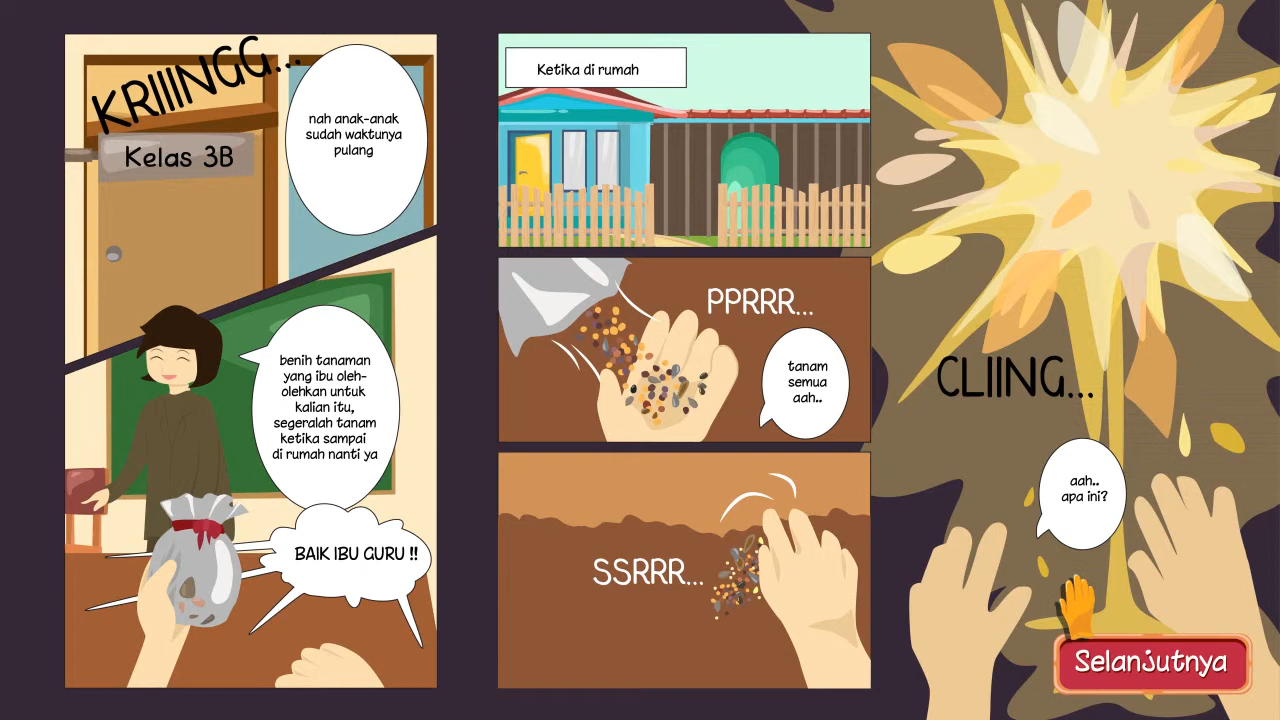 KRIIINGG...
Kelas 3B
nah anak-anak
sudah waktunya
pulang
benih tanaman
yang ibu oleh-
olehkan untuk
kalian itu,
segeralah tanam
ketika sampai
di rumah nanti ya
BAIK IBU GURU !!
Ketika di rumah
PPRRR...
tanam
semua
aah..
SSRRR...
CLIING...
aah..
apa ini?
Selanjutnya